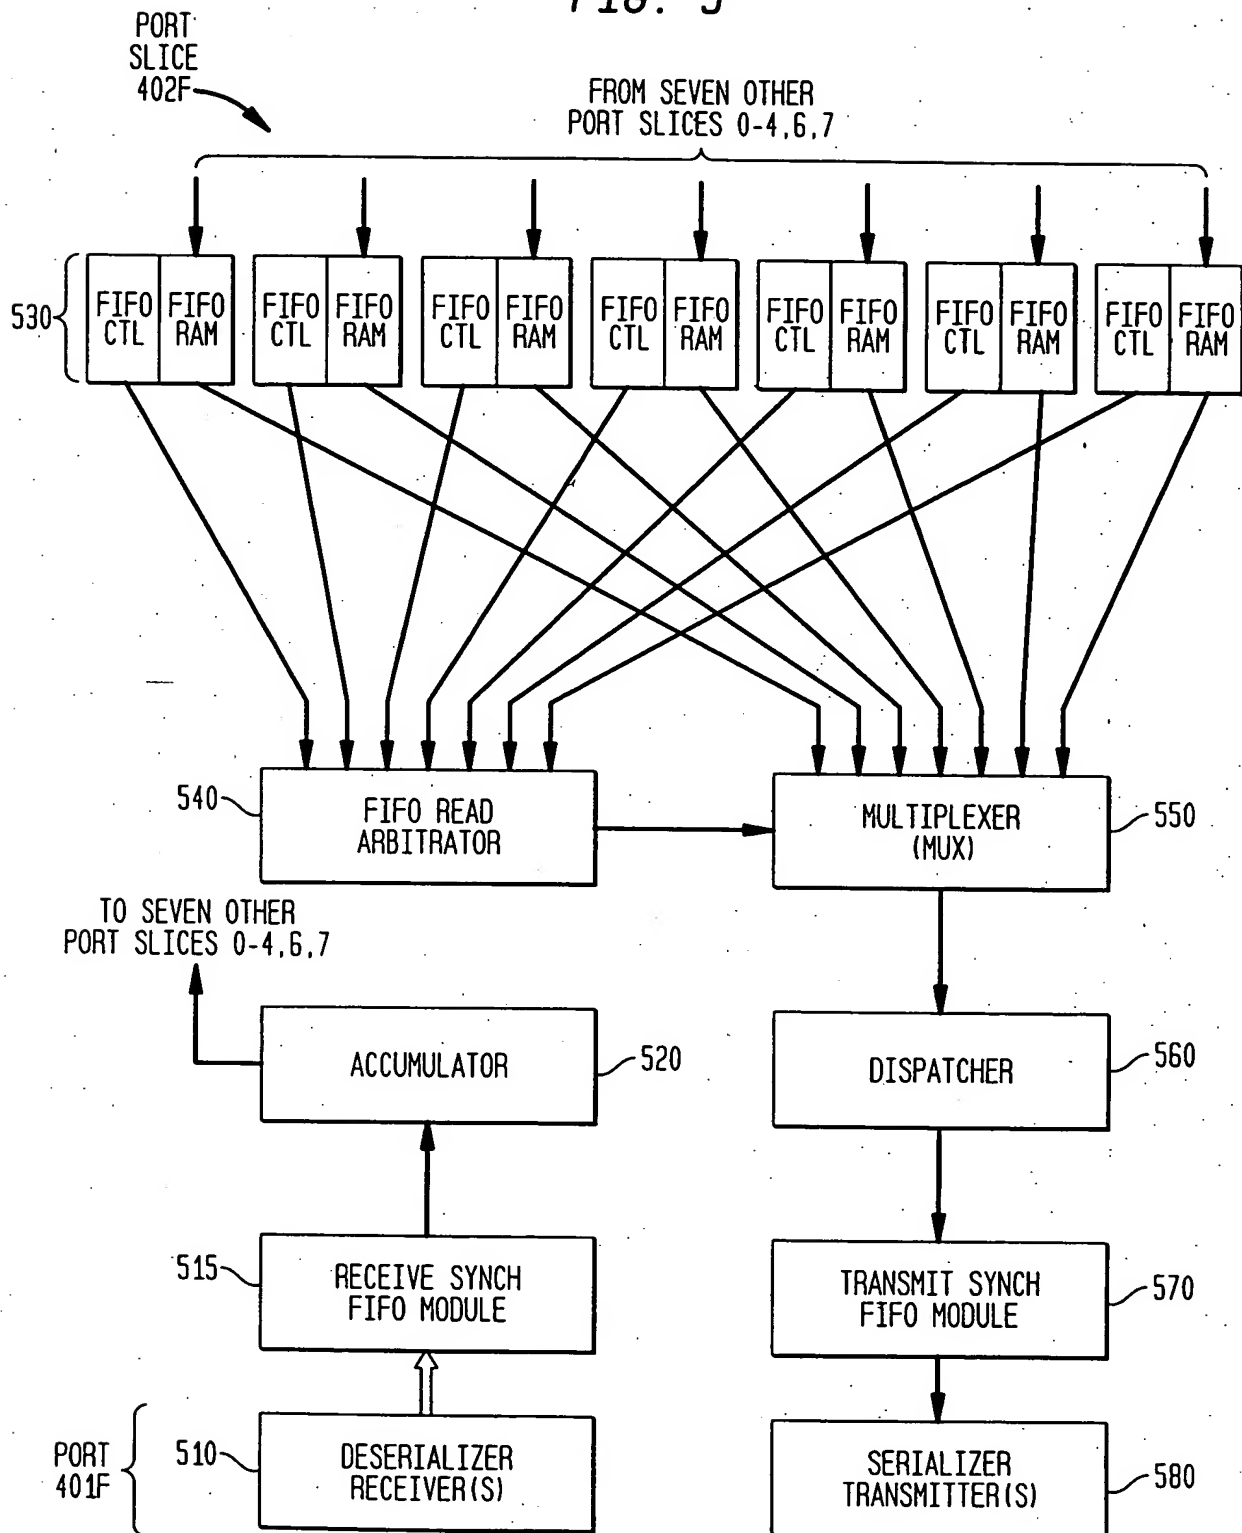 FIG. 5
PORT
SLICE
402F
FROM SEVEN OTHER
PORT SLICES 0-4,6,7
530
FIFO CTL
FIFO RAM
FIFO CTL
FIFO RAM
FIFO CTL
FIFO RAM
FIFO CTL
FIFO RAM
FIFO CTL
FIFO RAM
FIFO CTL
FIFO RAM
FIFO CTL
FIFO RAM
540
FIFO READ
ARBITRATOR
MULTIPLEXER
(MUX)
550
TO SEVEN OTHER
PORT SLICES 0-4,6,7
ACCUMULATOR
520
DISPATCHER
560
515
RECEIVE SYNCH
FIFO MODULE
TRANSMIT SYNCH
FIFO MODULE
570
PORT
401F
510
DESERIALIZER
RECEIVER(S)
SERIALIZER
TRANSMITTER(S)
580